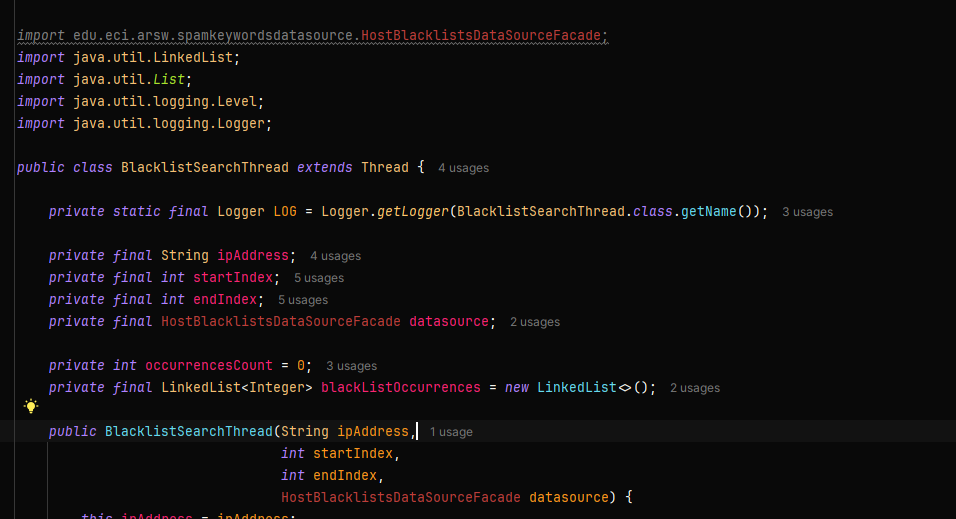 import edu.eci.arsw.spamkeywordsdatasource.HostBlacklistsDataSourceFacade;
import java.util.LinkedList;
import java.util.List;
import java.util.logging.Level;
import java.util.logging.Logger;
public class BlacklistSearchThread extends Thread {  4 usages
    private static final Logger LOG = Logger.getLogger(BlacklistSearchThread.class.getName());  3 usages
    private final String ipAddress;  4 usages
    private final int startIndex;  5 usages
    private final int endIndex;  5 usages
    private final HostBlacklistsDataSourceFacade datasource;  2 usages
    private int occurrencesCount = 0;  3 usages
    private final LinkedList<Integer> blackListOccurrences = new LinkedList<>();  2 usages
    public BlacklistSearchThread(String ipAddress,  1 usage
                                 int startIndex,
                                 int endIndex,
                                 HostBlacklistsDataSourceFacade datasource) {
        this.ipAddress = ipAddress;